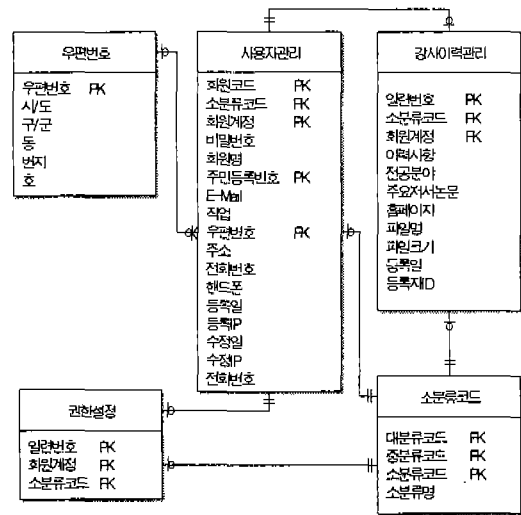 우편번호
우편번호 PK
시/도
구/군
동
번지
호
사용자관리
회원코드 PK
소분류코드 PK
회원계정 PK
비밀번호
회원명
주민등록번호 PK
E-Mail
직업
우편번호 PK
주소
전화번호
핸드폰
등록일
등록IP
수정일
수정IP
전화번호
강사이력관리
일련번호 PK
소분류코드 PK
회원계정 PK
이력사항
전공분야
주요저서논문
홈페이지
파일명
파일크기
등록일
등록자ID
권한설정
일련번호 PK
회원계정 PK
소분류코드 PK
소분류코드
대분류코드 PK
중분류코드 PK
소분류코드 PK
소분류명